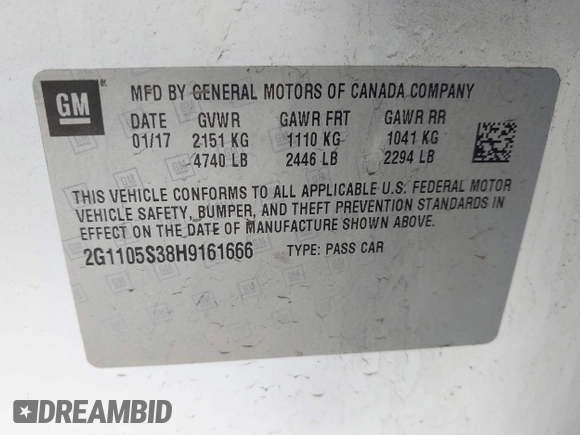 GM
MFD BY GENERAL MOTORS OF CANADA COMPANY
DATE GVWR GAWR FRT GAWR RR
01/17 2151 KG 1110 KG 1041 KG
4740 LB 2446 LB 2294 LB
THIS VEHICLE CONFORMS TO ALL APPLICABLE U.S. FEDERAL MOTOR
VEHICLE SAFETY, BUMPER, AND THEFT PREVENTION STANDARDS IN
EFFECT ON THE DATE OF MANUFACTURE SHOWN ABOVE.
2G1105S38H9161666 TYPE: PASS CAR
DREAMBID